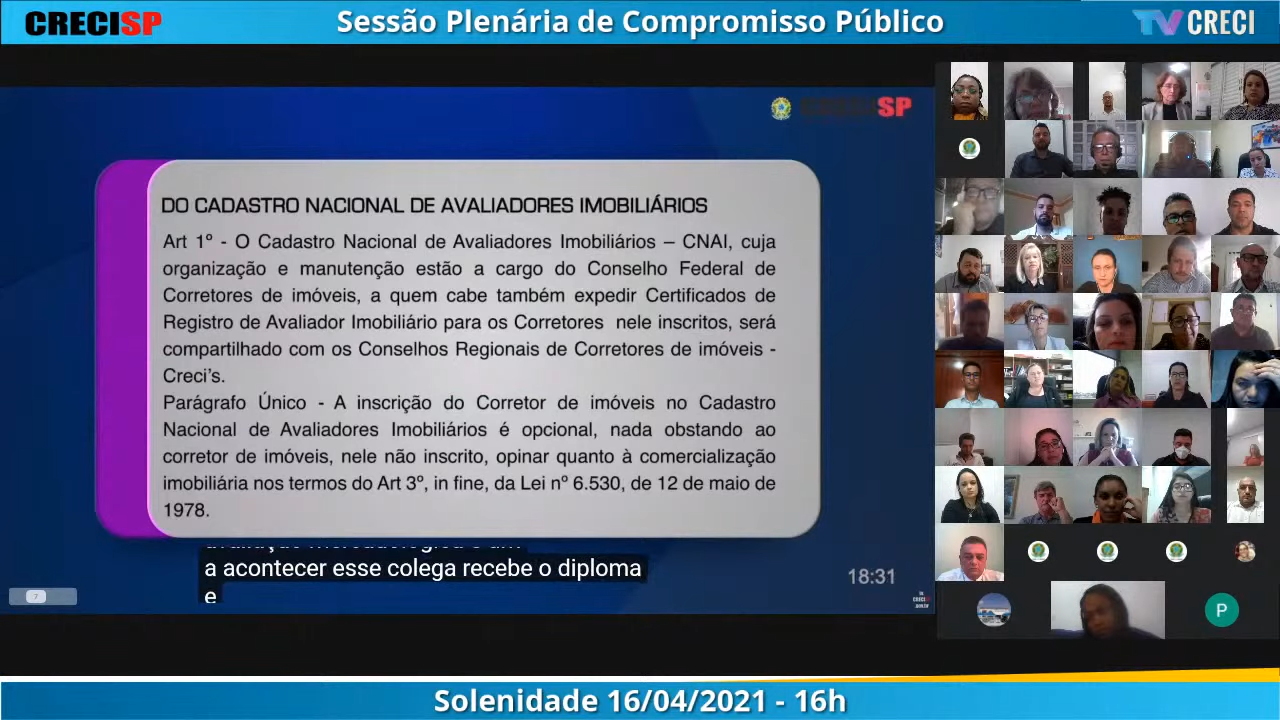 CRECISP
Sessão Plenária de Compromisso Público
TV CRECI
CRECISP
DO CADASTRO NACIONAL DE AVALIADORES IMOBILIÁRIOS
Art 1º - O Cadastro Nacional de Avaliadores Imobiliários – CNAI, cuja
organização e manutenção estão a cargo do Conselho Federal de
Corretores de imóveis, a quem cabe também expedir Certificados de
Registro de Avaliador Imobiliário para os Corretores nele inscritos, será
compartilhado com os Conselhos Regionais de Corretores de imóveis -
Creci's.
Parágrafo Único - A inscrição do Corretor de imóveis no Cadastro
Nacional de Avaliadores Imobiliários é opcional, nada obstando ao
corretor de imóveis, nele não inscrito, opinar quanto à comercialização
imobiliária nos termos do Art 3º, in fine, da Lei nº 6.530, de 12 de maio de
1978.
a acontecer esse colega recebe o diploma
e
18:31
7
CRECISP
P
Solenidade 16/04/2021 - 16h